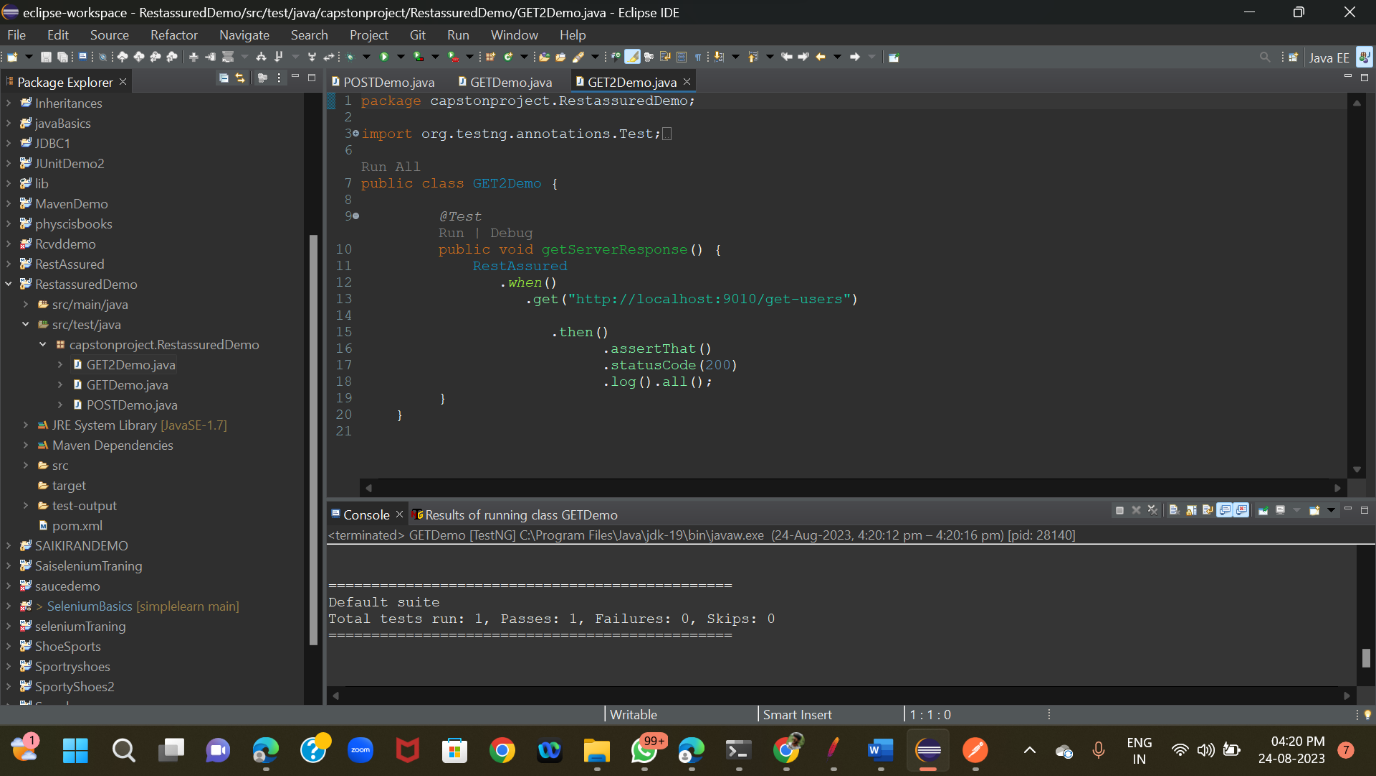 eclipse-workspace - RestassuredDemo/src/test/java/capstonproject/RestassuredDemo/GET2Demo.java - Eclipse IDE
File Edit Source Refactor Navigate Search Project Git Run Window Help
Java EE
Package Explorer
Inheritances
javaBasics
JDBC1
JUnitDemo2
lib
MavenDemo
physcisbooks
Rcvddemo
RestAssured
RestassuredDemo
src/main/java
src/test/java
capstonproject.RestassuredDemo
GET2Demo.java
GETDemo.java
POSTDemo.java
JRE System Library [JavaSE-1.7]
Maven Dependencies
src
target
test-output
pom.xml
SAIKIRANDEMO
SaiseleniumTraning
saucedemo
> SeleniumBasics [simplelearn main]
seleniumTraning
ShoeSports
Sportryshoes
SportyShoes2
POSTDemo.java GETDemo.java GET2Demo.java
1 package capstonproject.RestassuredDemo;
2
3 import org.testng.annotations.Test;
6
Run All
7 public class GET2Demo {
8
9 @Test
Run | Debug
10 public void getServerResponse() {
11 RestAssured
12 .when()
13 .get("http://localhost:9010/get-users")
14
15 .then()
16 .assertThat()
17 .statusCode(200)
18 .log().all();
19 }
20 }
21
Console Results of running class GETDemo
<terminated> GETDemo [TestNG] C:\Program Files\Java\jdk-19\bin\javaw.exe (24-Aug-2023, 4:20:12 pm – 4:20:16 pm) [pid: 28140]
===============================================
Default suite
Total tests run: 1, Passes: 1, Failures: 0, Skips: 0
===============================================
Writable Smart Insert 1 : 1 : 0
1
zoom
99+
ENG
IN
04:20 PM
24-08-2023
7